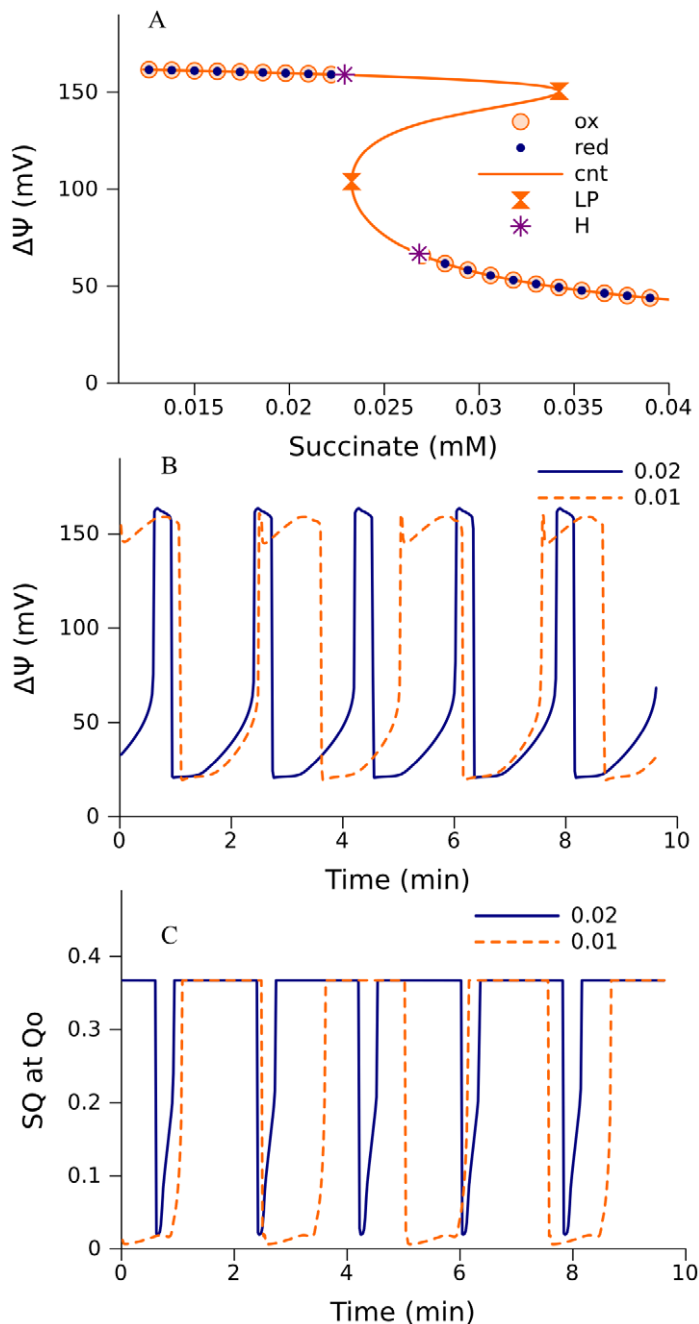 A
ΔΨ (mV)
150
100
50
0
ox
red
cnt
LP
H
0.015
0.02
0.025
0.03
0.035
0.04
Succinate (mM)
B
0.02
0.01
ΔΨ (mV)
150
100
50
0
0
2
4
6
8
10
Time (min)
C
0.02
0.01
SQ at Qo
0.4
0.3
0.2
0.1
0
0
2
4
6
8
10
Time (min)